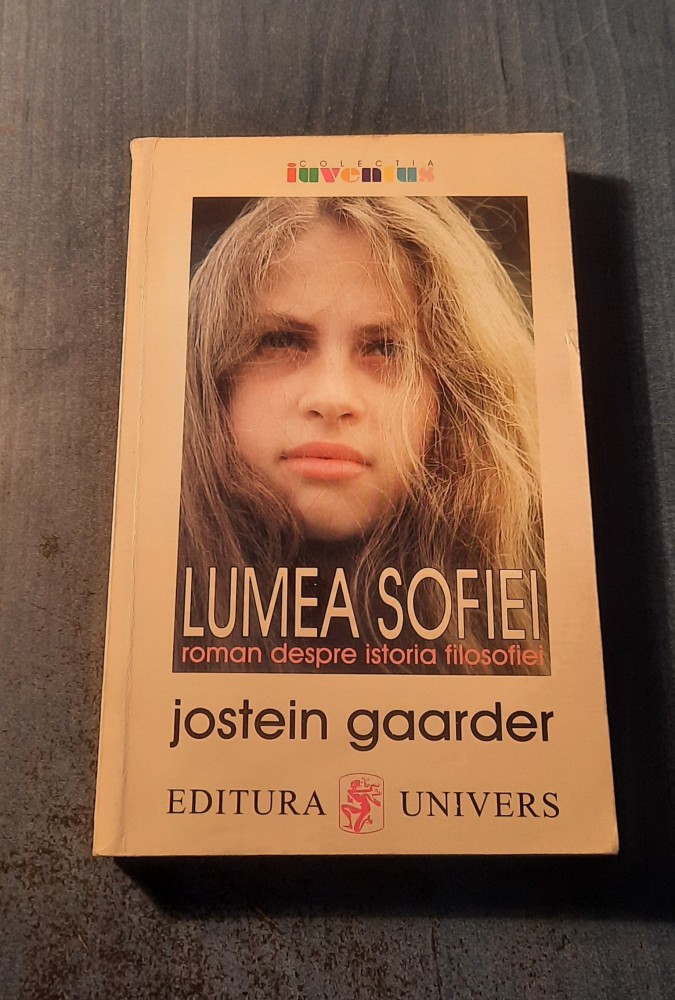 COLECTIA
iuventus
LUMEA SOFIEI
roman despre istoria filosofiei
jostein gaarder
EDITURA UNIVERS